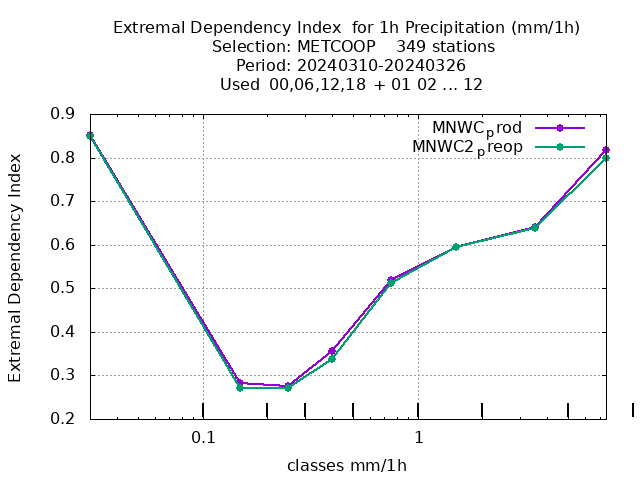 Extremal Dependency Index  for 1h Precipitation (mm/1h)
Selection: METCOOP    349 stations
Period: 20240310-20240326
Used  00,06,12,18  + 01 02 ... 12
MNWCprod
MNWC2preop
0.9
0.8
0.7
0.6
0.5
0.4
0.3
0.2
Extremal Dependency Index
0.1
1
classes mm/1h